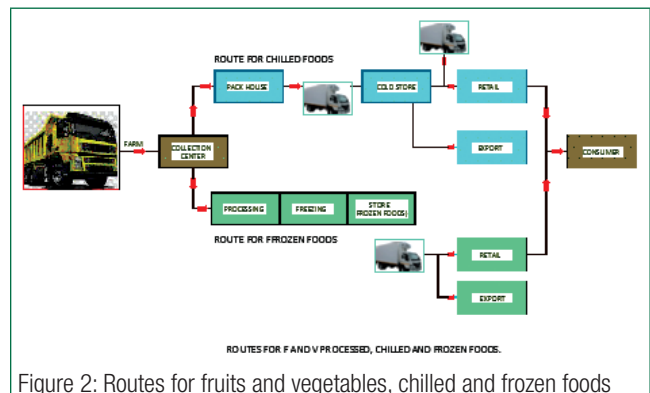 ROUTE FOR CHILLED FOODS
PACK HOUSE
COLD STORE
RETAIL
FARM
COLLECTION
CENTER
EXPORT
CONSUMER
PROCESSING
FREEZING
STORE
FROZEN FOODS)
ROUTE FOR FFROZEN FOODS
RETAIL
EXPORT
ROUTES FOR F AND V PROCESSED, CHILLED AND FROZEN FOODS.
Figure 2: Routes for fruits and vegetables, chilled and frozen foods